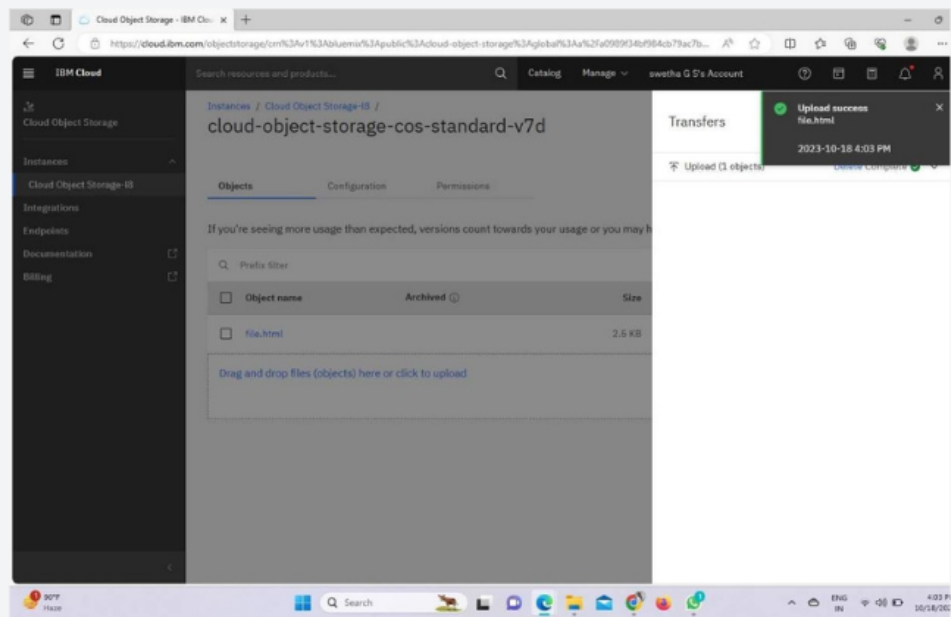 Cloud Object Storage - IBM Clou
https://cloud.ibm.com/objectstorage/crn%3Av1%3Abluemix%3Apublic%3Acloud-object-storage%3Aglobal%3Aa%2Fa0989f34bf984cb79ac7b...
IBM Cloud
Search resources and products...
Catalog
Manage
swetha G S's Account
Cloud Object Storage
Instances
Cloud Object Storage-l8
Integrations
Endpoints
Documentation
Billing
Instances / Cloud Object Storage-l8 /
cloud-object-storage-cos-standard-v7d
Objects
Configuration
Permissions
If you're seeing more usage than expected, versions count towards your usage or you may h
Prefix filter
Object name
Archived
Size
file.html
2.5 KB
Drag and drop files (objects) here or click to upload
Transfers
Upload success
file.html
2023-10-18 4:03 PM
Upload (1 objects)
Delete Complete
90°F
Haze
Search
ENG
IN
4:03 P
10/18/202